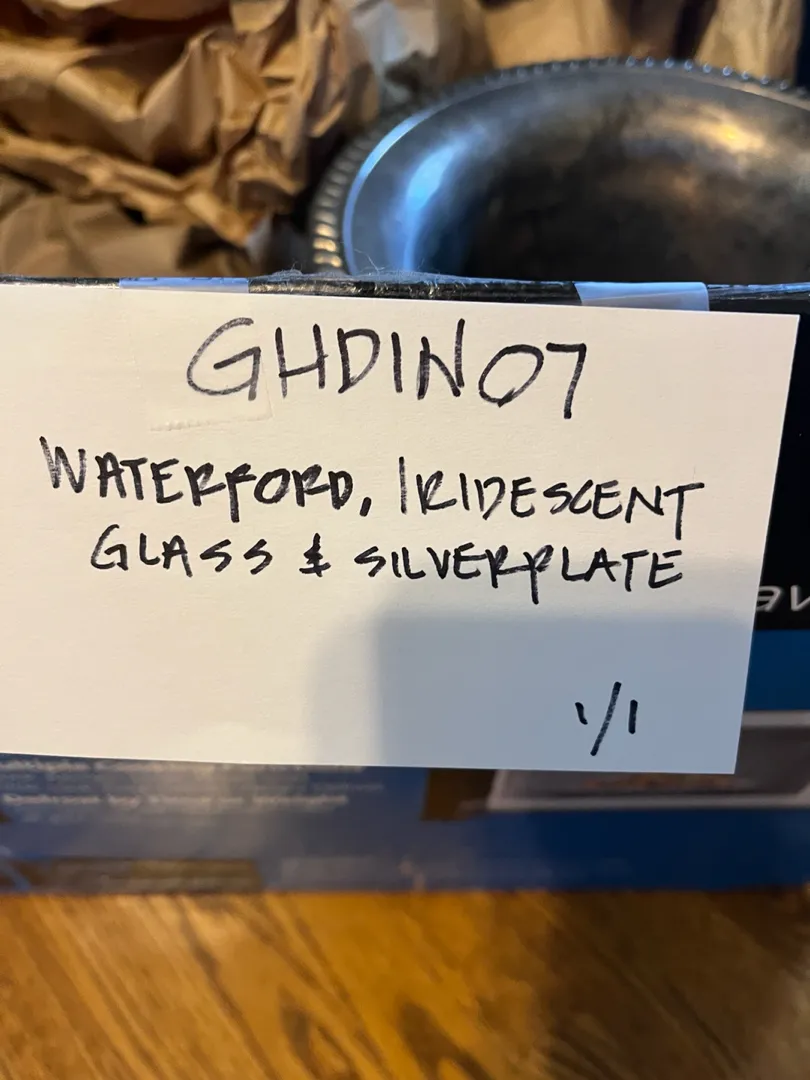 GHDIN07
WATERFORD, IRIDESCENT
GLASS & SILVERPLATE
1/1